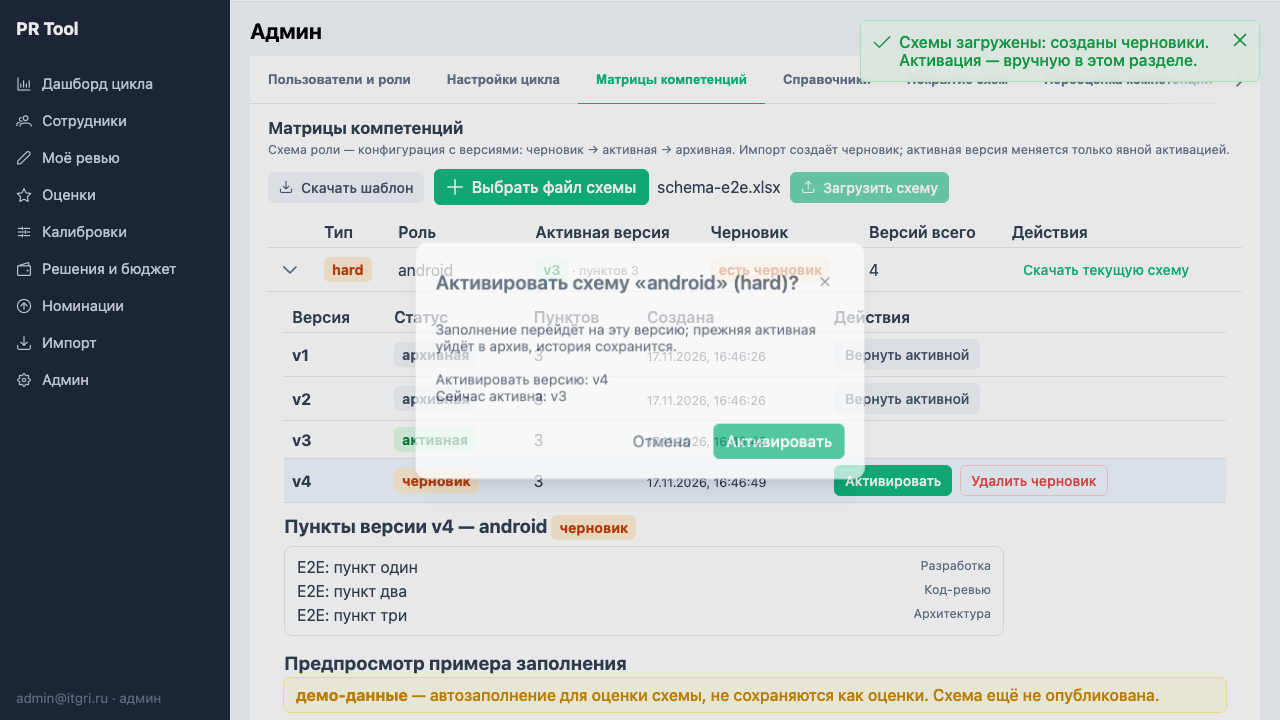 PR Tool
Дашборд цикла
Сотрудники
Моё ревью
Оценки
Калибровки
Решения и бюджет
Номинации
Импорт
Админ
admin@itgri.ru · админ
Админ
Схемы загружены: созданы черновики.
Активация — вручную в этом разделе.
Пользователи и роли
Настройки цикла
Матрицы компетенций
Справочники
Матрицы компетенций
Схема роли — конфигурация с версиями: черновик → активная → архивная. Импорт создаёт черновик; активная версия меняется только явной активацией.
Скачать шаблон
Выбрать файл схемы
schema-e2e.xlsx
Загрузить схему
Тип Роль Активная версия Черновик Версий всего Действия
hard android v3 · пунктов 3 есть черновик 4 Скачать текущую схему
Активировать схему «android» (hard)?
Заполнение перейдёт на эту версию; прежняя активная
уйдёт в архив, история сохранится.
Активировать версию: v4
Сейчас активна: v3
Отмена
Активировать
Версия Статус Пунктов Создана Действия
v1 архивная 3 17.11.2026, 16:46:26 Вернуть активной
v2 архивная 3 17.11.2026, 16:46:26 Вернуть активной
v3 активная 3
v4 черновик 3 17.11.2026, 16:46:49 Активировать Удалить черновик
Пункты версии v4 — android черновик
E2E: пункт один Разработка
E2E: пункт два Код-ревью
E2E: пункт три Архитектура
Предпросмотр примера заполнения
демо-данные — автозаполнение для оценки схемы, не сохраняются как оценки. Схема ещё не опубликована.